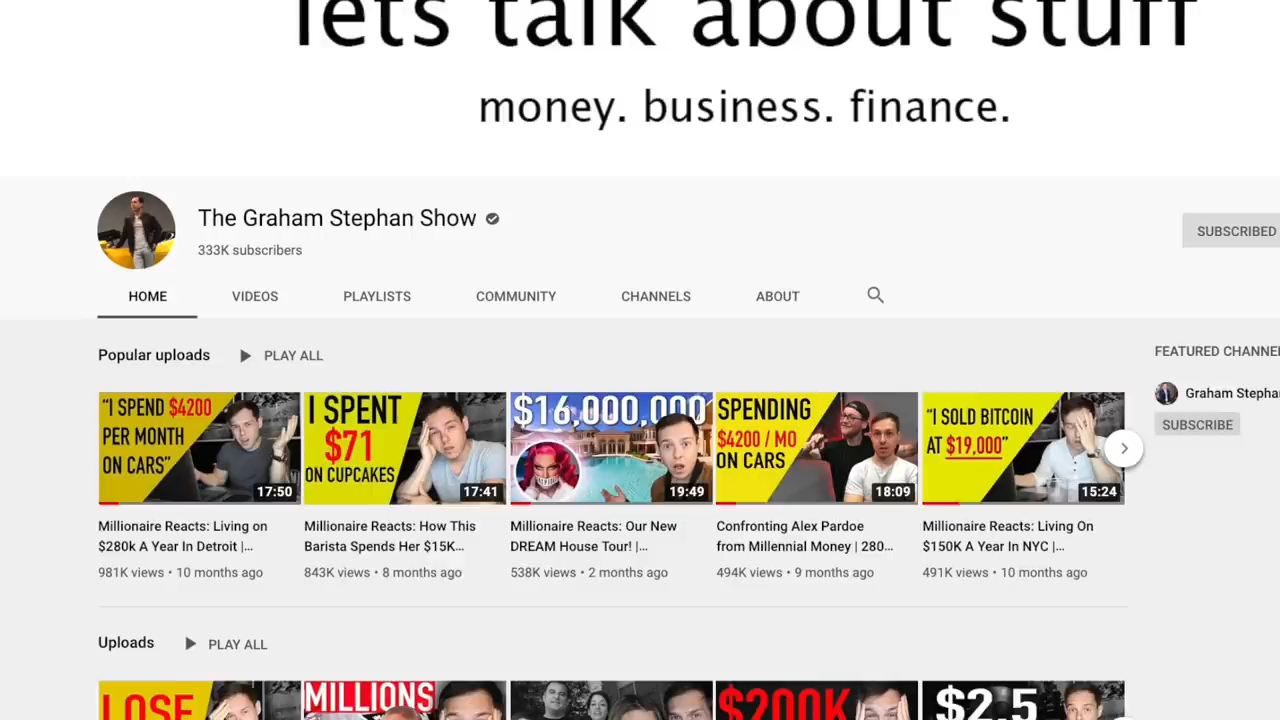 lets talk about stuff
money. business. finance.
The Graham Stephan Show
333K subscribers
SUBSCRIBED
HOME VIDEOS PLAYLISTS COMMUNITY CHANNELS ABOUT
Popular uploads PLAY ALL
FEATURED CHANNE
Graham Stepha
SUBSCRIBE
"I SPEND $4200
PER MONTH
ON CARS"
17:50
I SPENT
$71
ON CUPCAKES
17:41
$16,000,000
19:49
SPENDING
$4200 / MO
ON CARS
18:09
"I SOLD BITCOIN
AT $19,000"
15:24
Millionaire Reacts: Living on
$280k A Year In Detroit |...
981K views • 10 months ago
Millionaire Reacts: How This
Barista Spends Her $15K...
843K views • 8 months ago
Millionaire Reacts: Our New
DREAM House Tour! |...
538K views • 2 months ago
Confronting Alex Pardoe
from Millennial Money | 280...
494K views • 9 months ago
Millionaire Reacts: Living On
$150K A Year In NYC |...
491K views • 10 months ago
Uploads PLAY ALL
LOSE
MILLIONS
$200K
$2.5